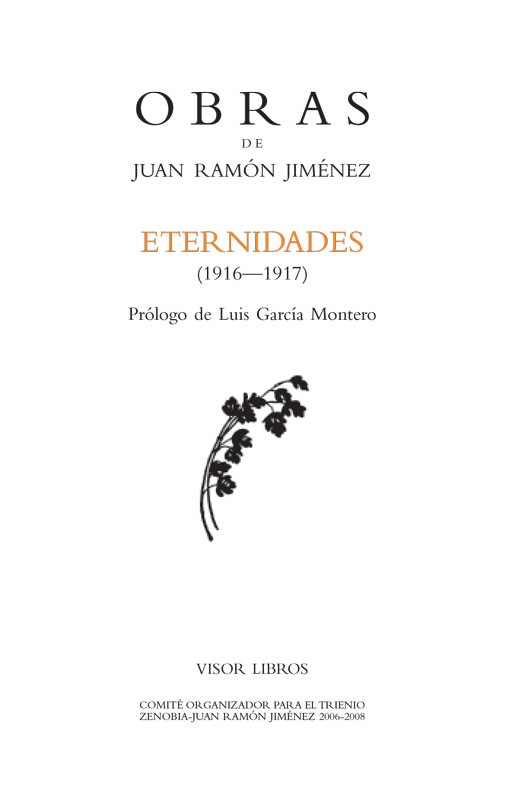 OBRAS
DE
JUAN RAMÓN JIMÉNEZ
ETERNIDADES
(1916—1917)
Prólogo de Luis García Montero
VISOR LIBROS
COMITÉ ORGANIZADOR PARA EL TRIENIO
ZENOBIA-JUAN RAMÓN JIMÉNEZ 2006-2008